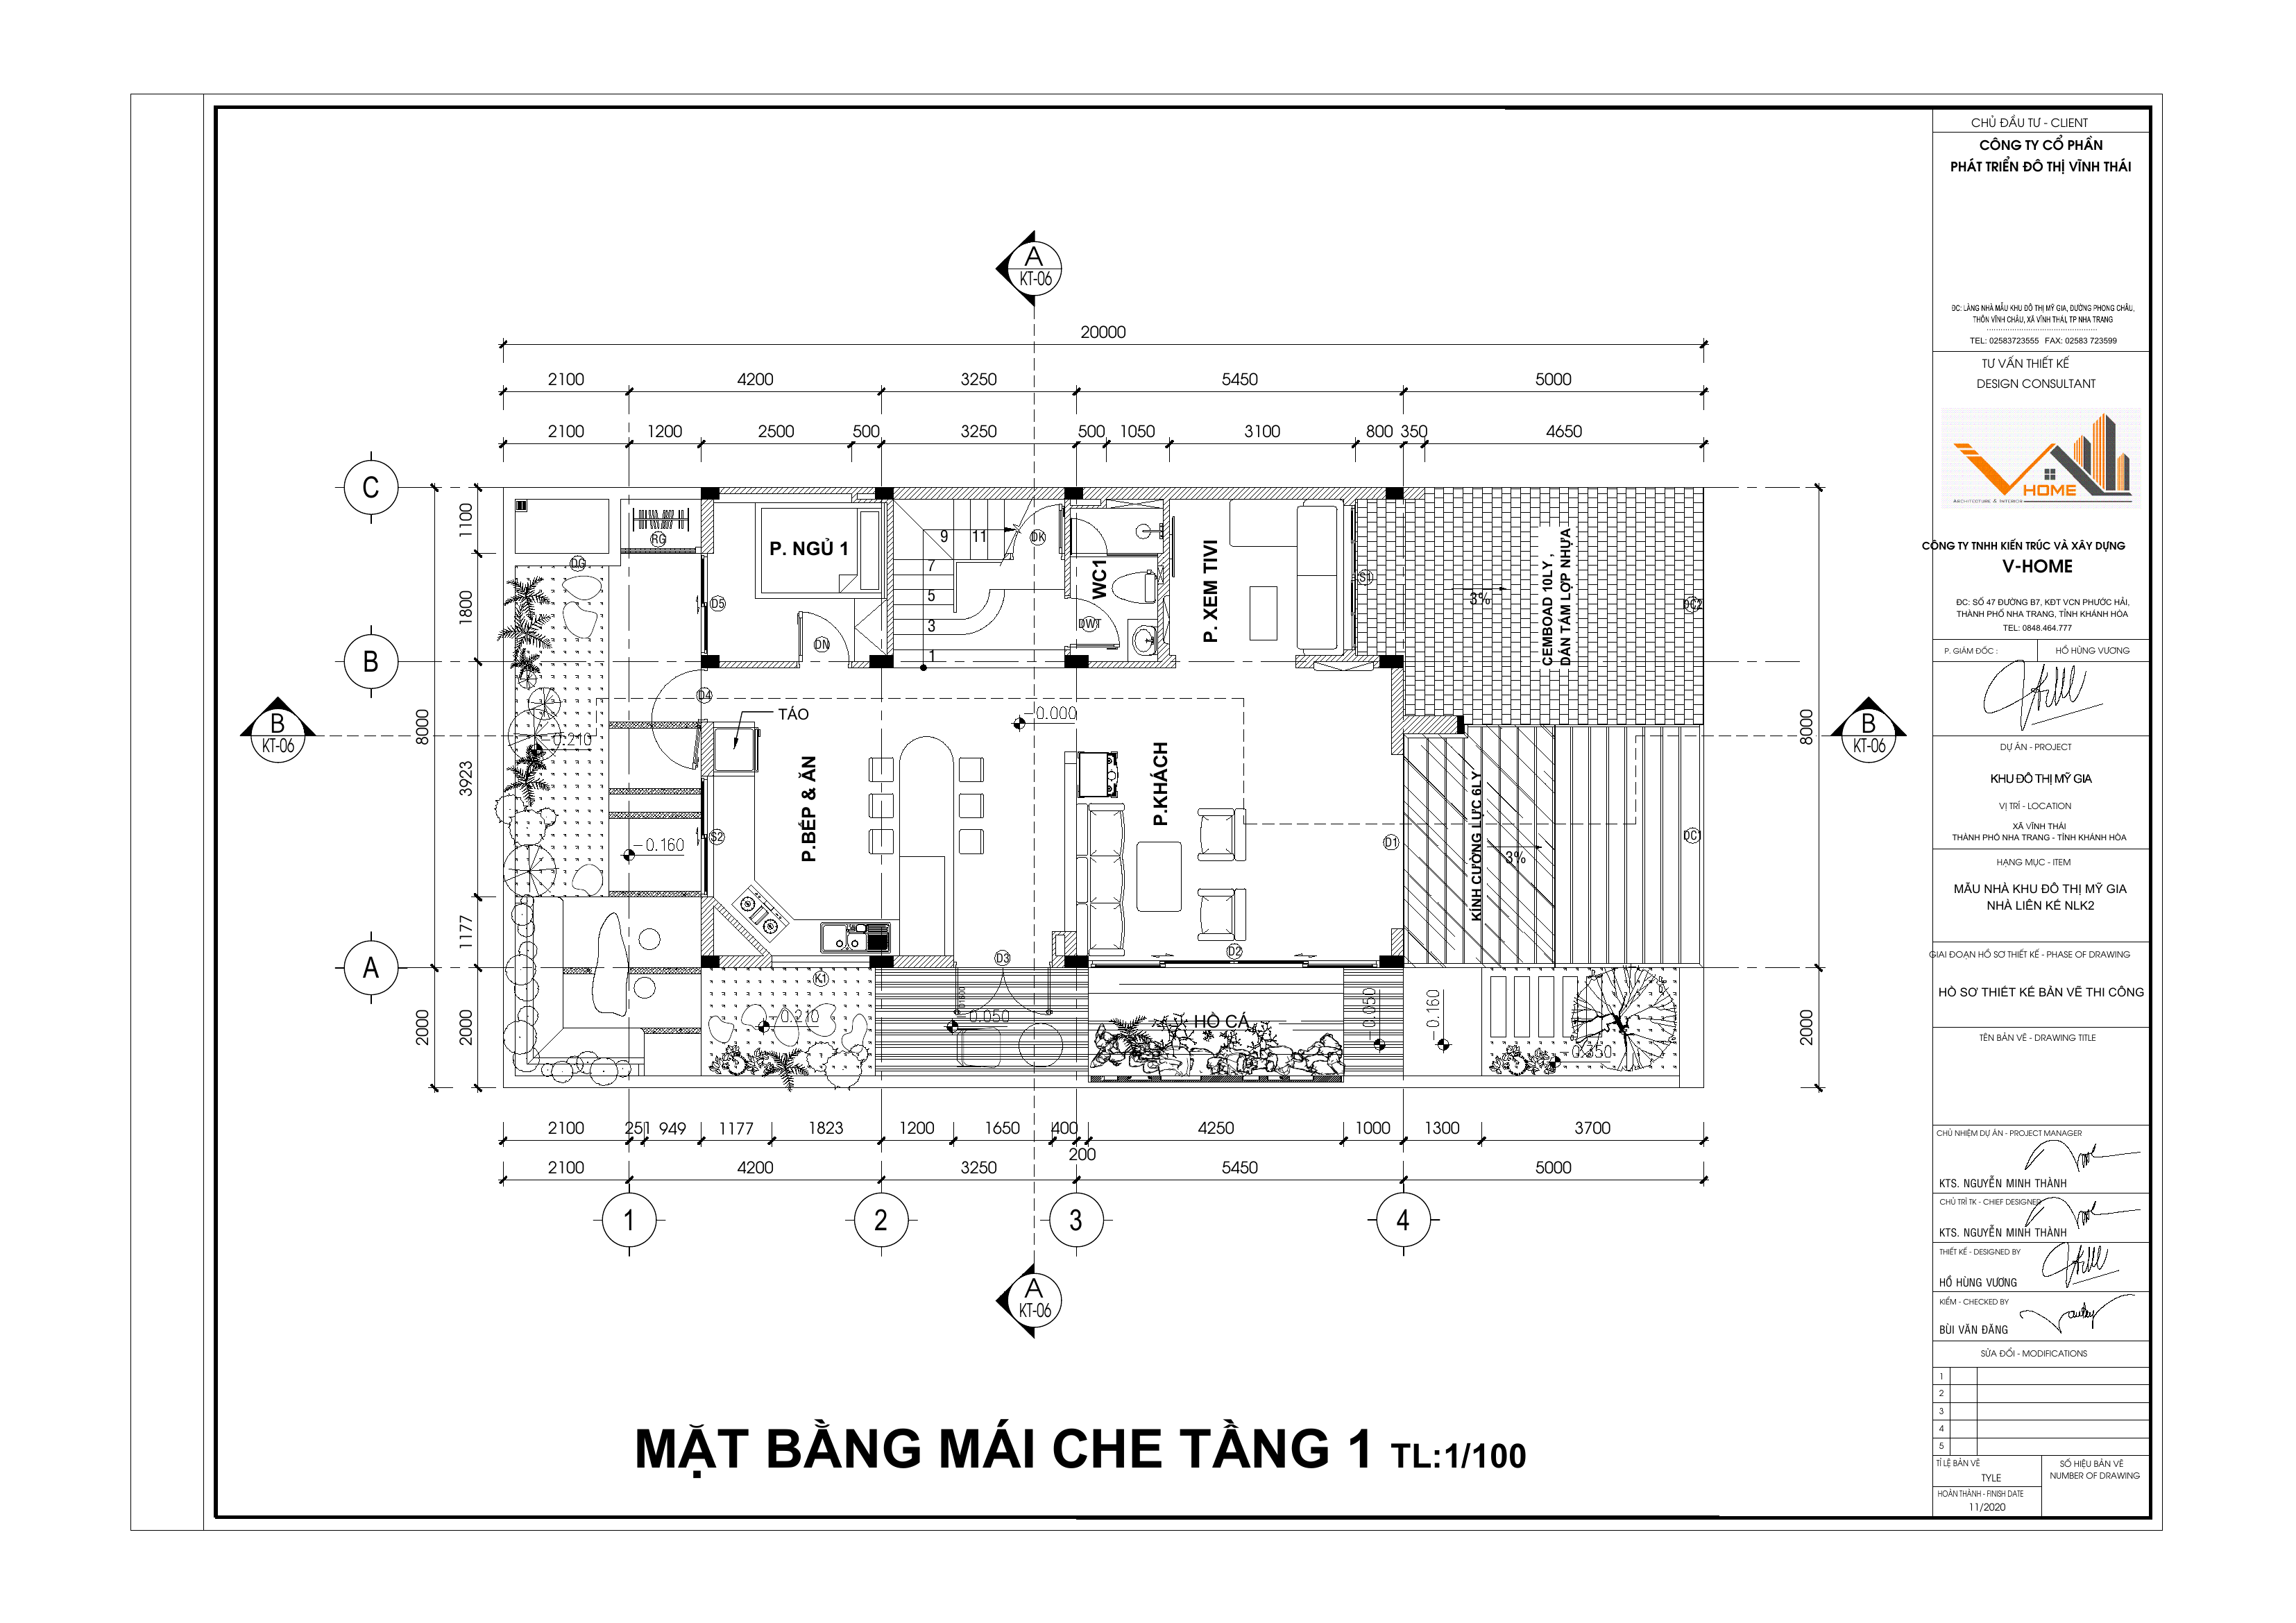 A
KT-06
20000
2100 4200 3250 5450 5000
2100 1200 2500 500 3250 500 1050 3100 800 350 4650
C
B
A
1100
1800
3923
1177
2000
8000
2000
8000
2000
B
KT-06
B
KT-06
RG
DG
P. NGỦ 1
D5
DN
9 11
7
5
3
1
DK
WC1
DWT
P. XEM TIVI
S1
3%
CEMBOAD 10LY ,
DÁN TẤM LỢP NHỰA
DC2
D4
TÁO
-0.000
-0.210
P.BẾP & ĂN
P.KHÁCH
S2
-0.160
D1
KÍNH CƯỜNG LỰC 6LY
3%
DC1
D3
D2
K1
-0.210
D1600
-0.050
HỒ CÁ
-0.050
-0.160
-0.350
2100 251 949 1177 1823 1200 1650 400 4250 1000 1300 3700
200
2100 4200 3250 5450 5000
1 2 3 4
A
KT-06
MẶT BẰNG MÁI CHE TẦNG 1 TL:1/100
CHỦ ĐẦU TƯ - CLIENT
CÔNG TY CỔ PHẨN
PHÁT TRIỂN ĐÔ THỊ VĨNH THÁI
ĐC: LÀNG NHÀ MẪU KHU ĐÔ THỊ MỸ GIA, ĐƯỜNG PHONG CHÂU,
THÔN VĨNH CHÂU, XÃ VĨNH THÁI, TP NHA TRANG
TEL: 02583723555 FAX: 02583 723599
TƯ VẤN THIẾT KẾ
DESIGN CONSULTANT
HOME
ARCHITECTURE & INTERIOR
CÔNG TY TNHH KIẾN TRÚC VÀ XÂY DỰNG
V-HOME
ĐC: SỐ 47 ĐƯỜNG B7, KĐT VCN PHƯỚC HẢI,
THÀNH PHỐ NHA TRANG, TỈNH KHÁNH HÒA
TEL: 0848.464.777
P. GIÁM ĐỐC : HỒ HÙNG VƯƠNG
DỰ ÁN - PROJECT
KHU ĐÔ THỊ MỸ GIA
VỊ TRÍ - LOCATION
XÃ VĨNH THÁI
THÀNH PHỐ NHA TRANG - TỈNH KHÁNH HÒA
HẠNG MỤC - ITEM
MẪU NHÀ KHU ĐÔ THỊ MỸ GIA
NHÀ LIÊN KẾ NLK2
GIAI ĐOẠN HỒ SƠ THIẾT KẾ - PHASE OF DRAWING
HỒ SƠ THIẾT KẾ BẢN VẼ THI CÔNG
TÊN BẢN VẼ - DRAWING TITLE
CHỦ NHIỆM DỰ ÁN - PROJECT MANAGER
KTS. NGUYỄN MINH THÀNH
CHỦ TRÌ TK - CHIEF DESIGNER
KTS. NGUYỄN MINH THÀNH
THIẾT KẾ - DESIGNED BY
HỒ HÙNG VƯƠNG
KIỂM - CHECKED BY
BÙI VĂN ĐĂNG
SỬA ĐỔI - MODIFICATIONS
1
2
3
4
5
TỈ LỆ BẢN VẼ
TYLE
SỐ HIỆU BẢN VẼ
NUMBER OF DRAWING
HOÀN THÀNH - FINISH DATE
11/2020